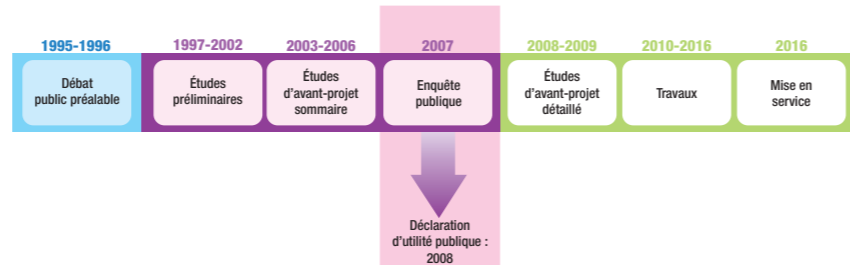 1995-1996
Débat
public préalable
1997-2002
Études
préliminaires
2003-2006
Études
d'avant-projet
sommaire
2007
Enquête
publique
Déclaration
d'utilité publique :
2008
2008-2009
Études
d'avant-projet
détaillé
2010-2016
Travaux
2016
Mise en
service